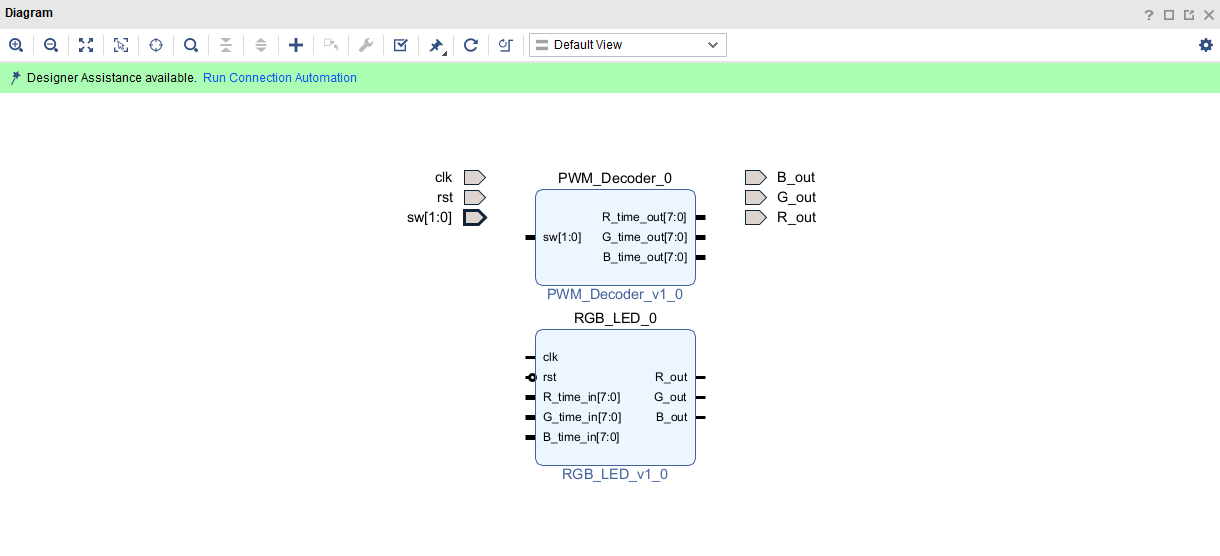 Diagram
?
Default View
Designer Assistance available. Run Connection Automation
clk
rst
sw[1:0]
PWM_Decoder_0
sw[1:0]
R_time_out[7:0]
G_time_out[7:0]
B_time_out[7:0]
PWM_Decoder_v1_0
B_out
G_out
R_out
RGB_LED_0
clk
rst
R_time_in[7:0]
G_time_in[7:0]
B_time_in[7:0]
R_out
G_out
B_out
RGB_LED_v1_0